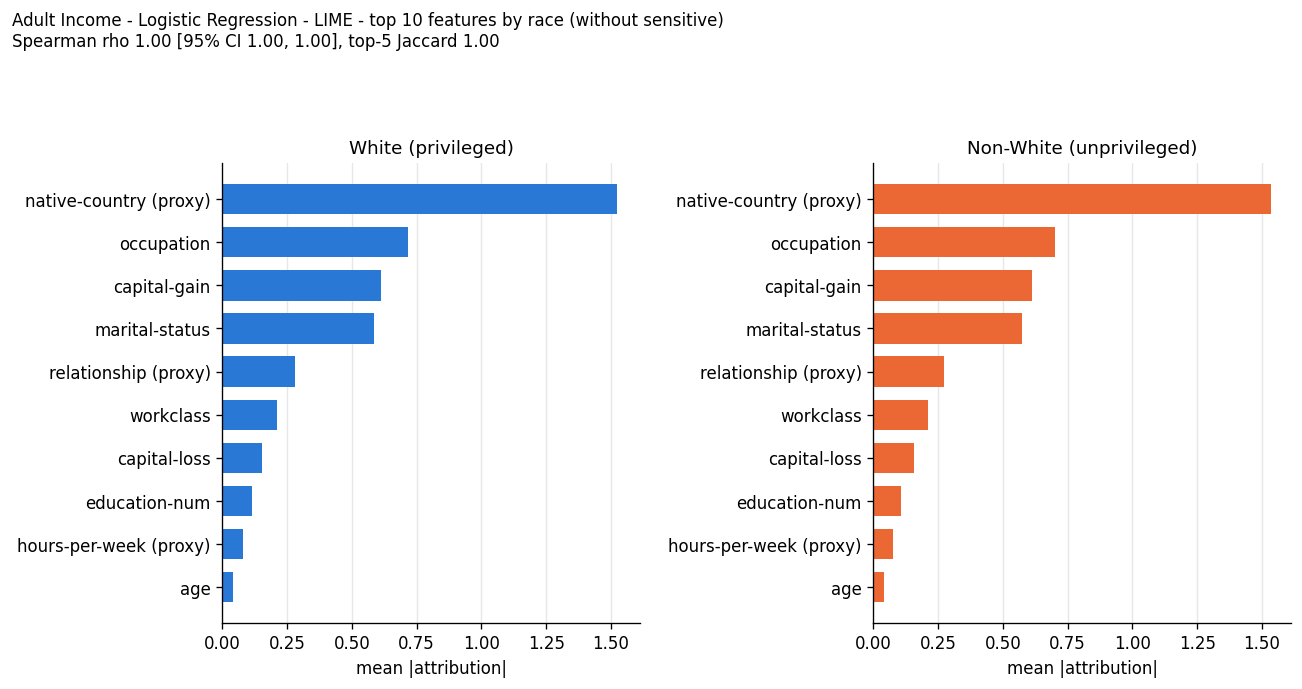 Adult Income - Logistic Regression - LIME - top 10 features by race (without sensitive)
Spearman rho 1.00 [95% CI 1.00, 1.00], top-5 Jaccard 1.00
White (privileged)
native-country (proxy)
occupation
capital-gain
marital-status
relationship (proxy)
workclass
capital-loss
education-num
hours-per-week (proxy)
age
0.00 0.25 0.50 0.75 1.00 1.25 1.50
mean |attribution|
Non-White (unprivileged)
native-country (proxy)
occupation
capital-gain
marital-status
relationship (proxy)
workclass
capital-loss
education-num
hours-per-week (proxy)
age
0.00 0.25 0.50 0.75 1.00 1.25 1.50
mean |attribution|